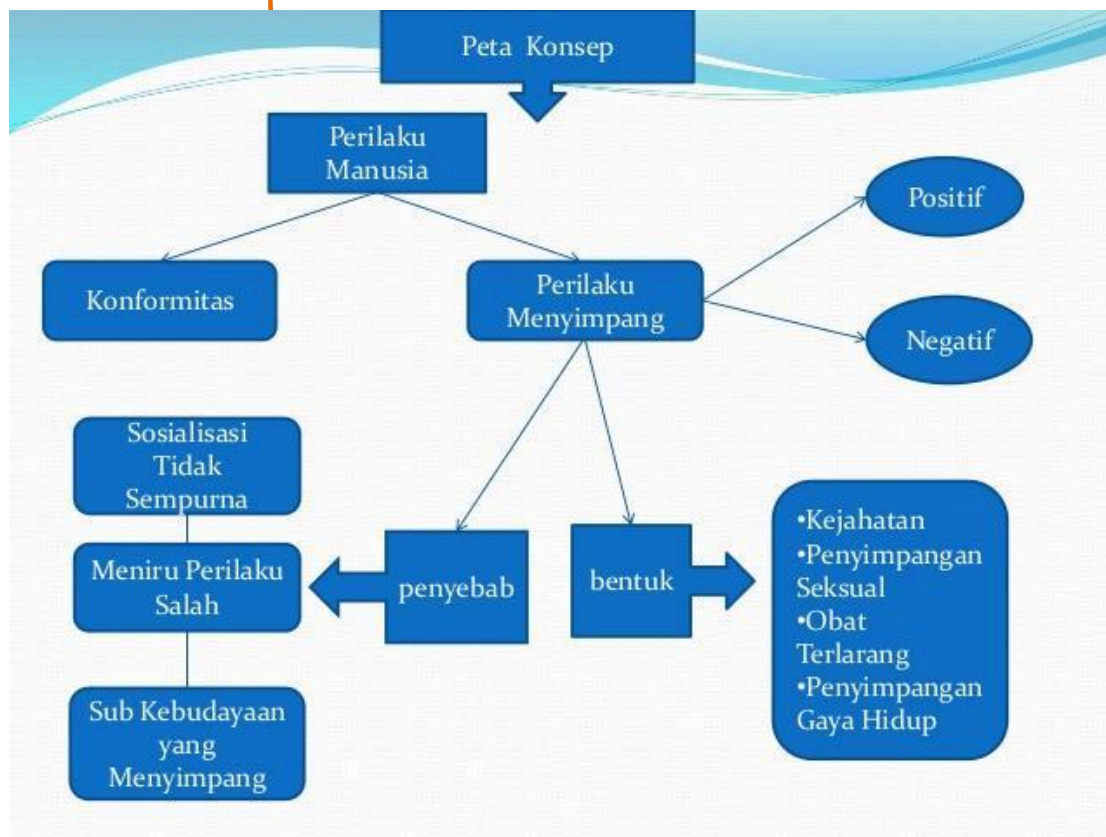 Peta Konsep
Perilaku
Manusia
Positif
Konformitas
Perilaku
Menyimpang
Negatif
Sosialisasi
Tidak
Sempurna
Meniru Perilaku
Salah
Sub Kebudayaan
yang
Menyimpang
penyebab
bentuk
•Kejahatan
•Penyimpangan
Seksual
•Obat
Terlarang
•Penyimpangan
Gaya Hidup